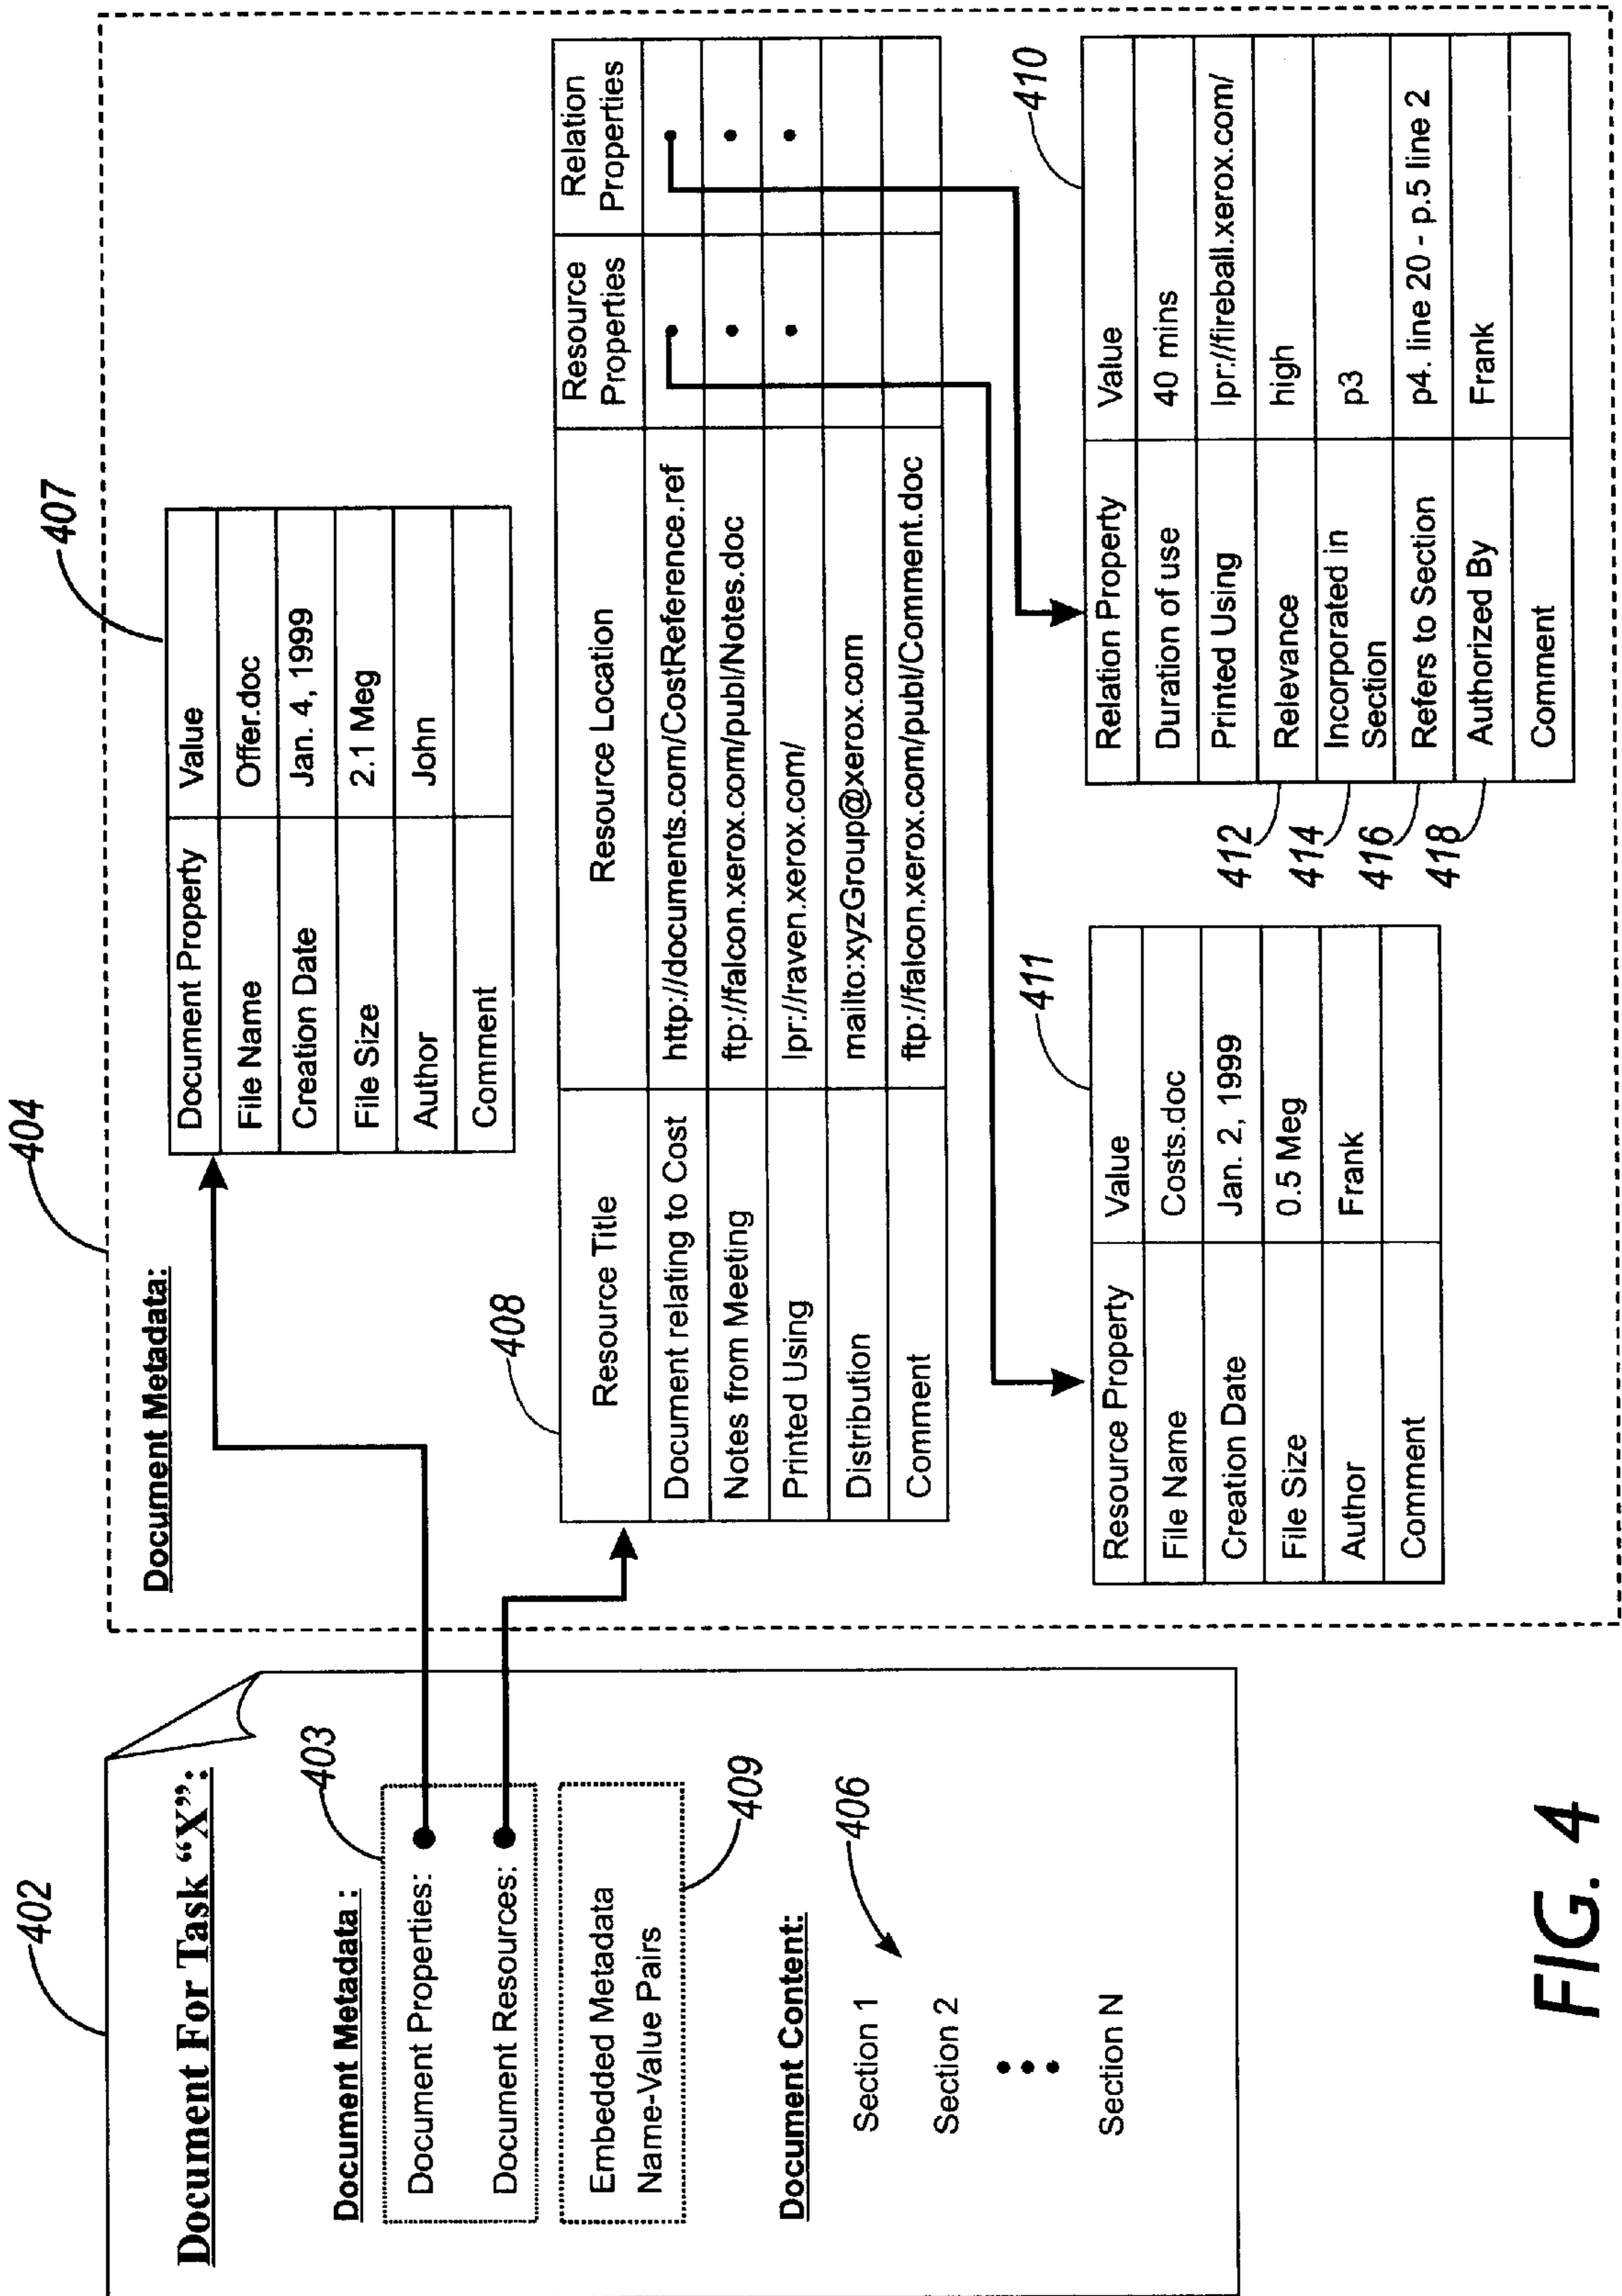 402
Document For Task “X”:
Document Metadata :
403
Document Properties:
Document Resources:
Embedded Metadata
Name-Value Pairs
409
Document Content:
406
Section 1
Section 2
Section N
404
Document Metadata:
407
Document Property Value
File Name Offer.doc
Creation Date Jan. 4, 1999
File Size 2.1 Meg
Author John
Comment
408
Resource Title Resource Location Resource Properties Relation Properties
Document relating to Cost http://documents.com/CostReference.ref
Notes from Meeting ftp://falcon.xerox.com/publ/Notes.doc
Printed Using lpr://raven.xerox.com/
Distribution mailto:xyzGroup@xerox.com
Comment ftp://falcon.xerox.com/publ/Comment.doc
411
Resource Property Value
File Name Costs.doc
Creation Date Jan. 2, 1999
File Size 0.5 Meg
Author Frank
Comment
410
Relation Property Value
Duration of use 40 mins
Printed Using lpr://fireball.xerox.com/
412 Relevance high
414 Incorporated in Section p3
416 Refers to Section p4. line 20 - p.5 line 2
418 Authorized By Frank
Comment
FIG. 4